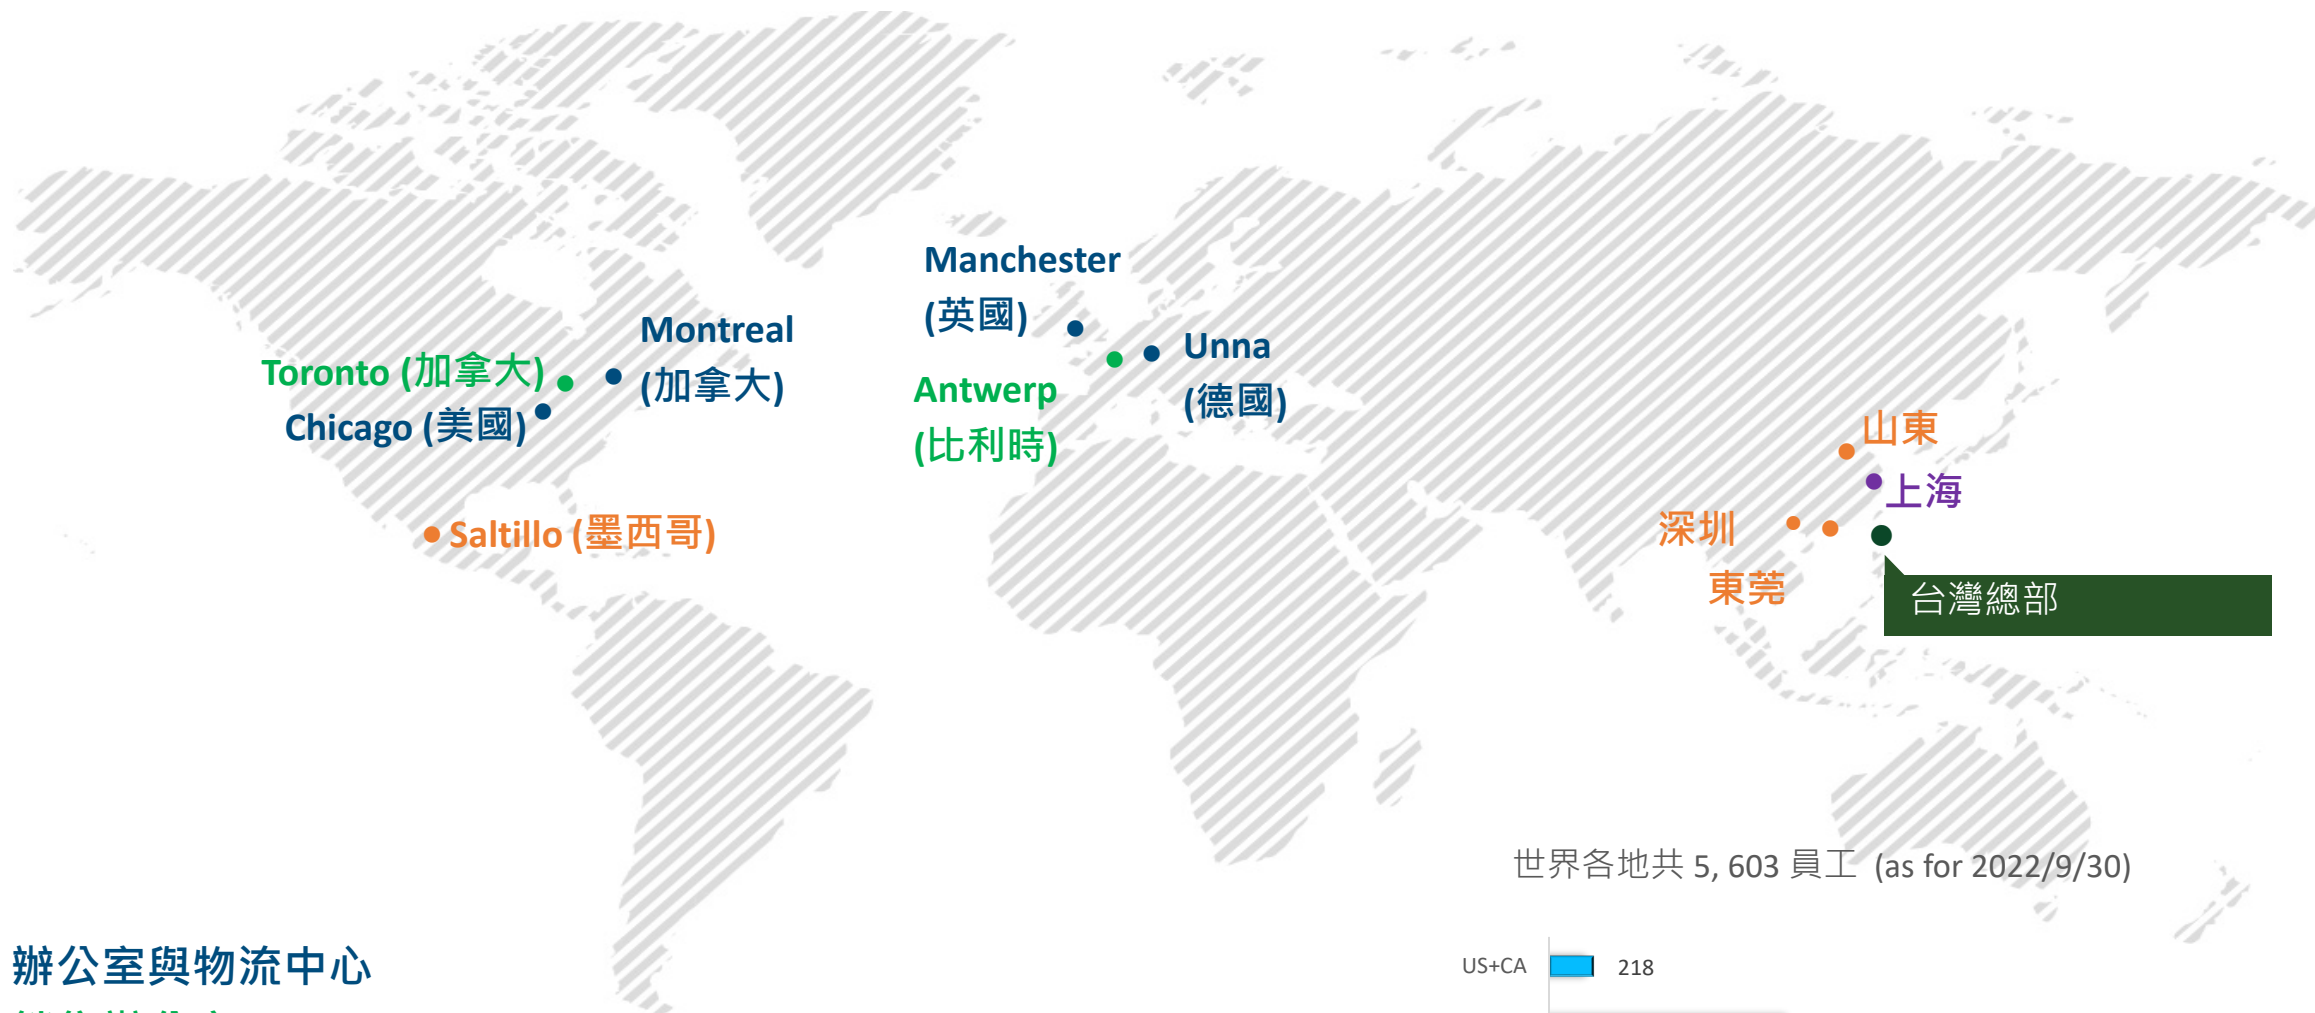 Manchester
(英國)
Montreal
(加拿大)
Toronto (加拿大)
Chicago (美國)
Unna
(德國)
Antwerp
(比利時)
山東
上海
深圳
東莞
Saltillo (墨西哥)
台灣總部
世界各地共 5, 603 員工 (as for 2022/9/30)
辦公室與物流中心
US+CA 218